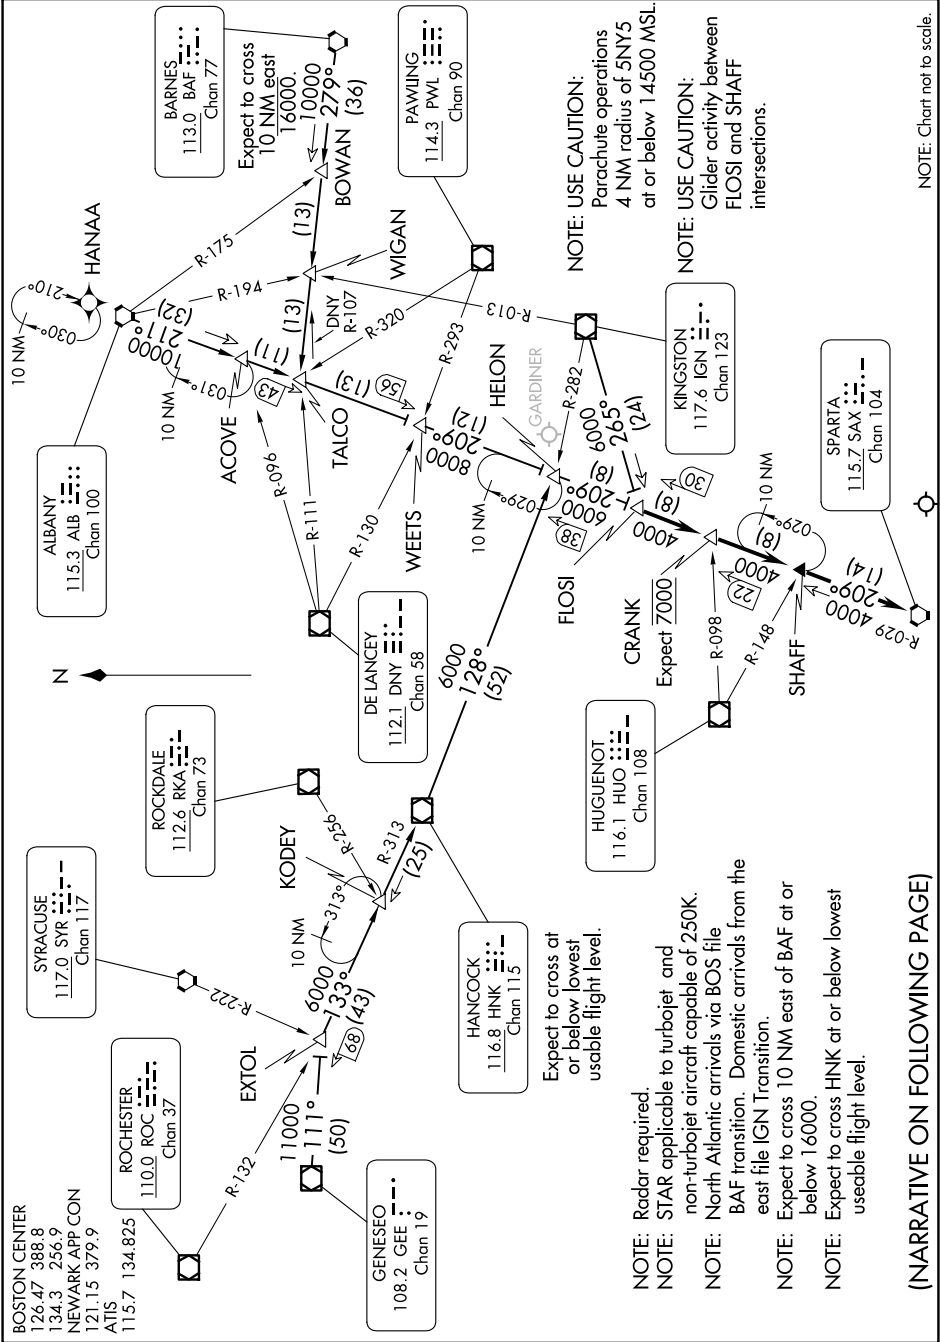 BOSTON CENTER
126.47 388.8
134.3 256.9
NEWARK APP CON
121.15 379.9
ATIS
115.7 134.825
ROCHESTER
110.0 ROC
Chan 37
SYRACUSE
117.0 SYR
Chan 117
ROCKDALE
112.6 RKA
Chan 73
N
ALBANY
115.3 ALB
Chan 100
10 NM
030°
210°
HANAA
BARNES
113.0 BAF
Chan 77
Expect to cross
10 NM east
16000.
10000
279°
(36)
BOWAN
R-175
R-194
(13)
WIGAN
(13)
DNY
R-107
R-320
10000
211°
(32)
10 NM
031°
ACOVE
43
(11)
TALCO
R-096
R-111
R-130
(13)
56
WEETS
R-293
PAWLING
114.3 PWL
Chan 90
DE LANCEY
112.1 DNY
Chan 58
R-132
R-222
EXTOL
11000
111°
(50)
68
6000
133°
(43)
10 NM
313°
KODEY
R-256
R-313
(25)
GENESEO
108.2 GEE
Chan 19
HANCOCK
116.8 HNK
Chan 115
Expect to cross at
or below lowest
usable flight level.
6000
128°
(52)
8000
209°
(12)
10 NM
029°
HELON
GARDINER
R-013
R-282
38
6000
209°
(8)
6000
265°
(24)
KINGSTON
117.6 IGN
Chan 123
FLOSI
30
4000
(8)
CRANK
Expect 7000
R-098
R-148
22
4000
(8)
10 NM
029°
SHAFF
4000
209°
(14)
R-029
HUGUENOT
116.1 HUO
Chan 108
SPARTA
115.7 SAX
Chan 104
NOTE: USE CAUTION:
Parachute operations
4 NM radius of 5NY5
at or below 14500 MSL.
NOTE: USE CAUTION:
Glider activity between
FLOSI and SHAFF
intersections.
NOTE: Radar required.
NOTE: STAR applicable to turbojet and
non-turbojet aircraft capable of 250K.
NOTE: North Atlantic arrivals via BOS file
BAF transition. Domestic arrivals from the
east file IGN Transition.
NOTE: Expect to cross 10 NM east of BAF at or
below 16000.
NOTE: Expect to cross HNK at or below lowest
useable flight level.
(NARRATIVE ON FOLLOWING PAGE)
NOTE: Chart not to scale.